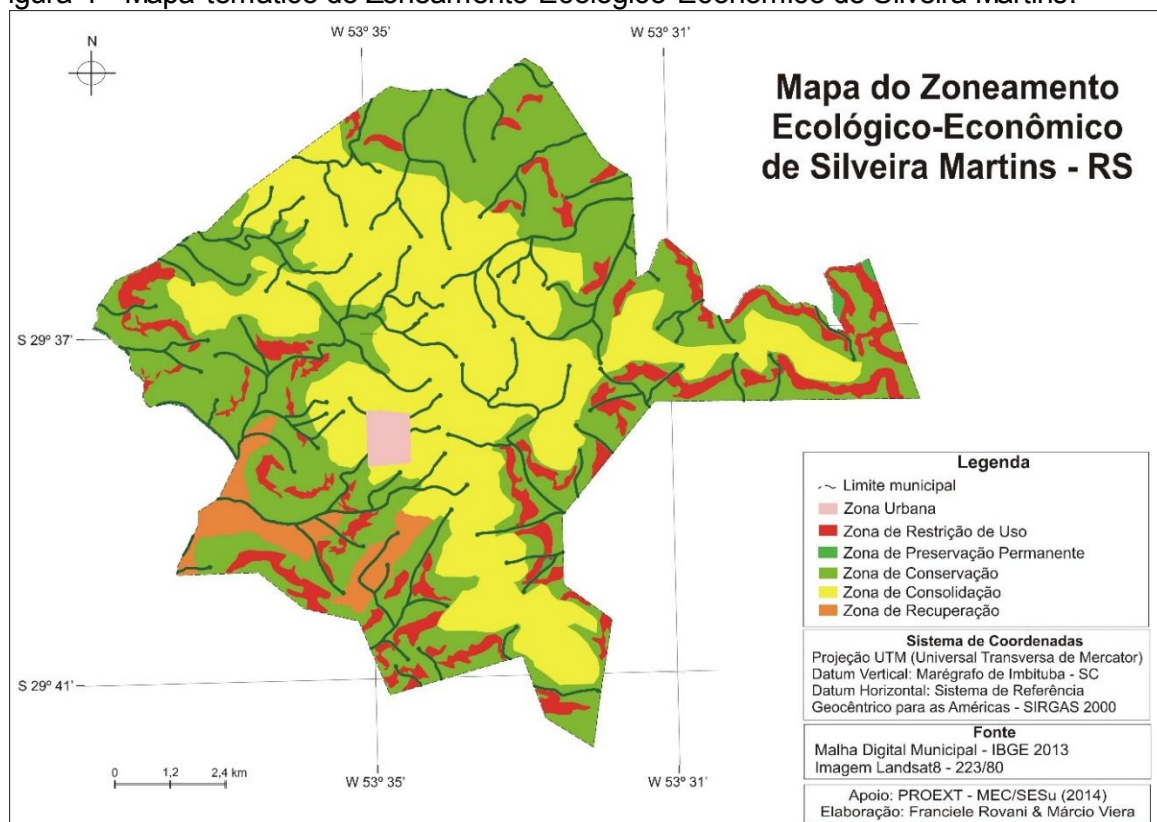 igura 4 - Mapa temático do Zoneamento Ecológico-Econômico de Silveira Martins.
N
W 53º 35'
W 53º 31'
Mapa do Zoneamento
Ecológico-Econômico
de Silveira Martins - RS
S 29º 37'
Legenda
Limite municipal
Zona Urbana
Zona de Restrição de Uso
Zona de Preservação Permanente
Zona de Conservação
Zona de Consolidação
Zona de Recuperação
Sistema de Coordenadas
Projeção UTM (Universal Transversa de Mercator)
Datum Vertical: Marégrafo de Imbituba - SC
Datum Horizontal: Sistema de Referência
Geocêntrico para as Américas - SIRGAS 2000
S 29º 41'
Fonte
Malha Digital Municipal - IBGE 2013
Imagem Landsat8 - 223/80
0 1,2 2,4 km
W 53º 35'
W 53º 31'
Apoio: PROEXT - MEC/SESu (2014)
Elaboração: Franciele Rovani & Márcio Viera